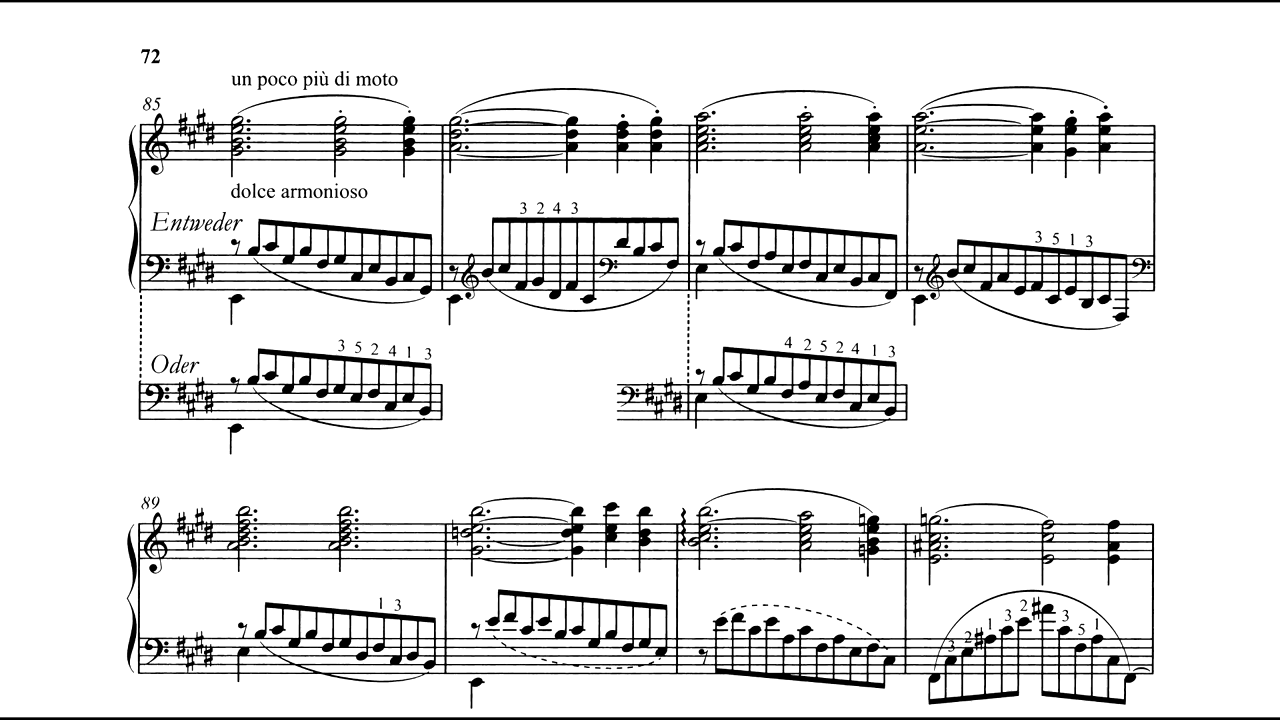 72
un poco più di moto
85
dolce armonioso
Entweder
3 2 4 3
3 5 1 3
Oder
3 5 2 4 1 3
4 2 5 2 4 1 3
89
1 3
3 2 1 3 2 3 5 1